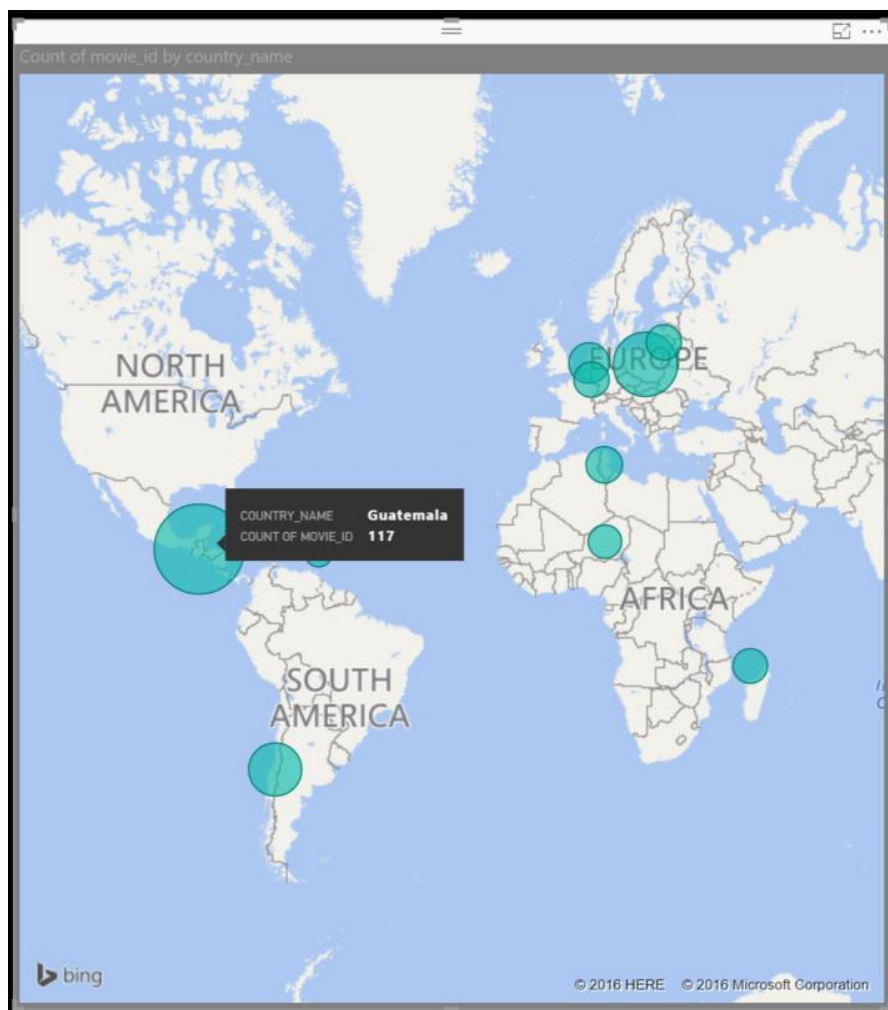 Count of movie_id by country_name
NORTH
AMERICA
EUROPE
COUNTRY_NAME Guatemala
COUNT OF MOVIE_ID 117
AFRICA
SOUTH
AMERICA
bing
© 2016 HERE © 2016 Microsoft Corporation